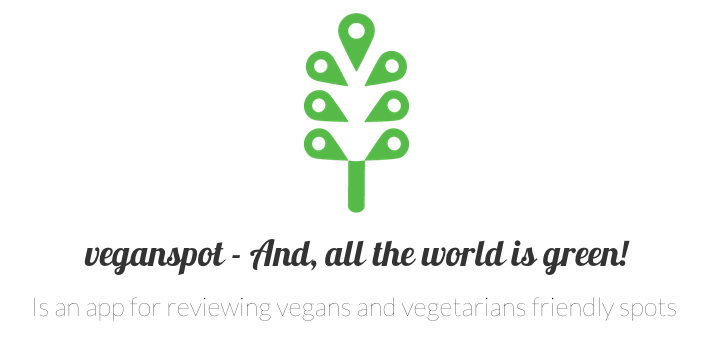 veganspot - And, all the world is green!
Is an app for reviewing vegans and vegetarians friendly spots